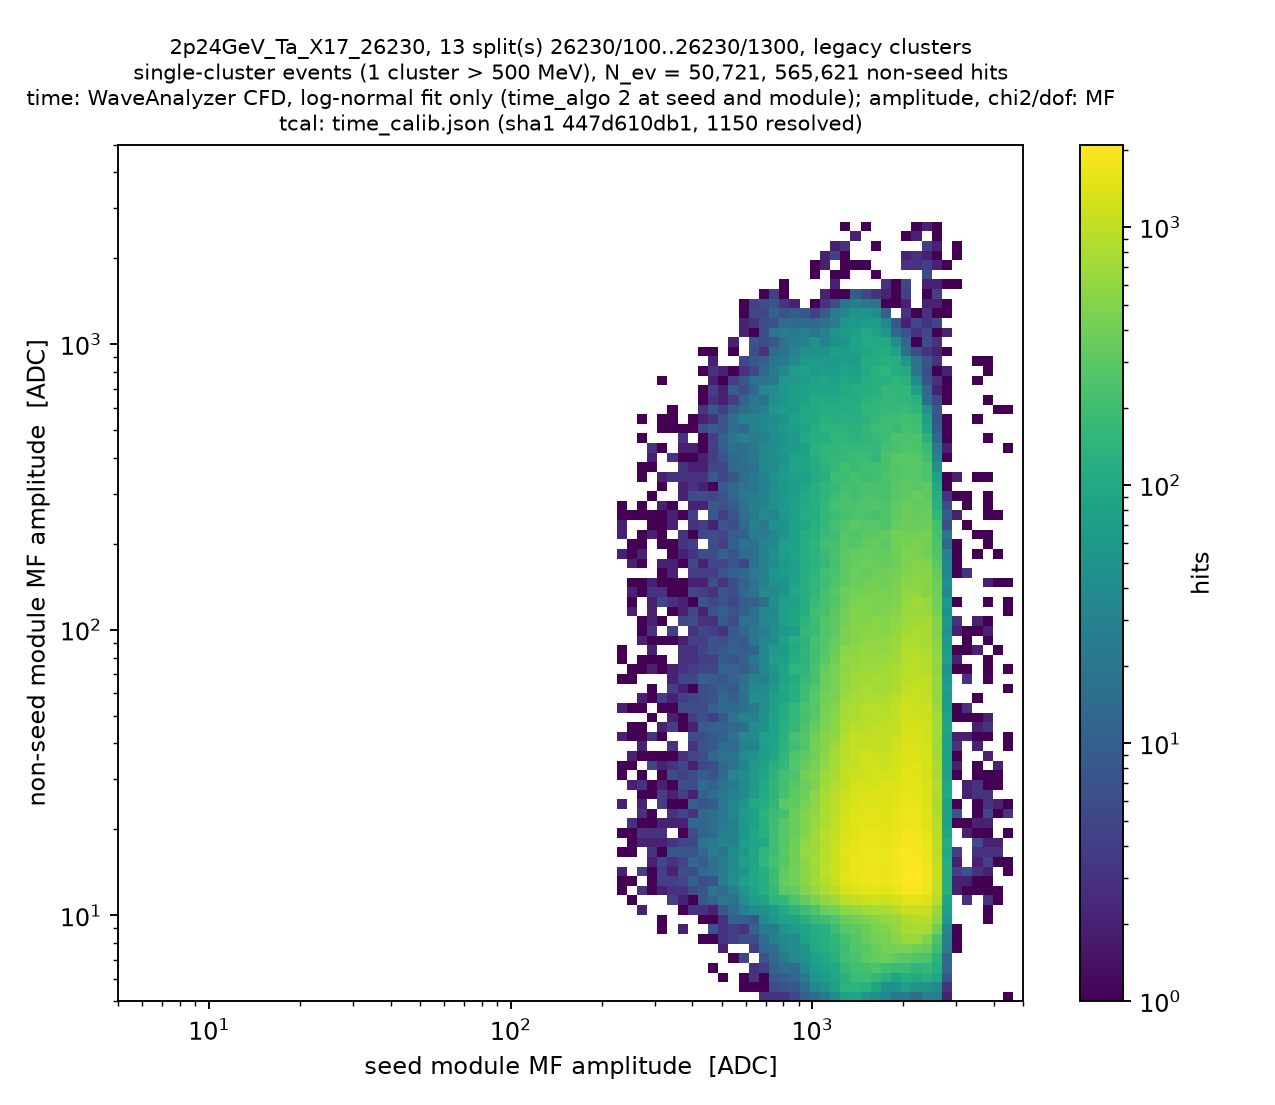 2p24GeV_Ta_X17_26230, 13 split(s) 26230/100..26230/1300, legacy clusters
single-cluster events (1 cluster > 500 MeV), N_ev = 50,721, 565,621 non-seed hits
time: WaveAnalyzer CFD, log-normal fit only (time_algo 2 at seed and module); amplitude, chi2/dof: MF
tcal: time_calib.json (sha1 447d610db1, 1150 resolved)
non-seed module MF amplitude [ADC]
10³
10²
10¹
10¹ 10² 10³
seed module MF amplitude [ADC]
10³
10²
10¹
10⁰
hits